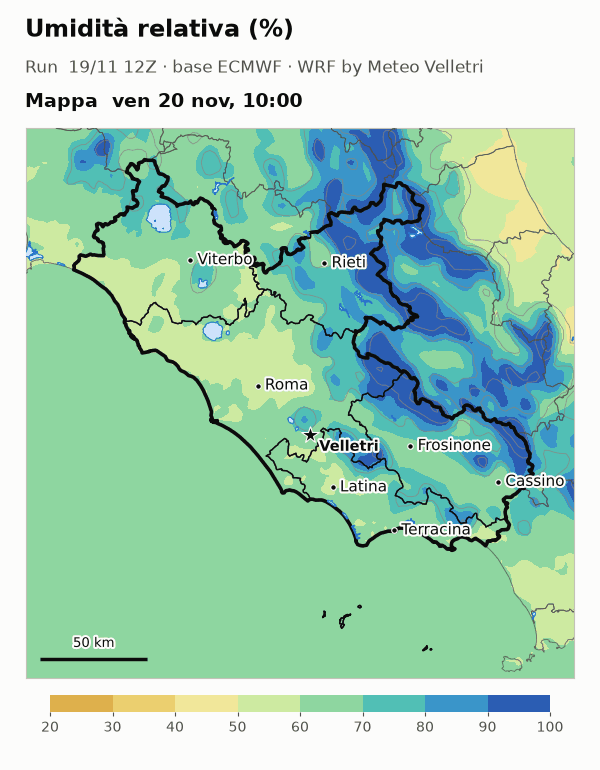 Umidità relativa (%)
Run  19/11 12Z · base ECMWF · WRF by Meteo Velletri
Mappa  ven 20 nov, 10:00
Viterbo
Rieti
Roma
Velletri
Frosinone
Latina
Cassino
Terracina
50 km
20 30 40 50 60 70 80 90 100